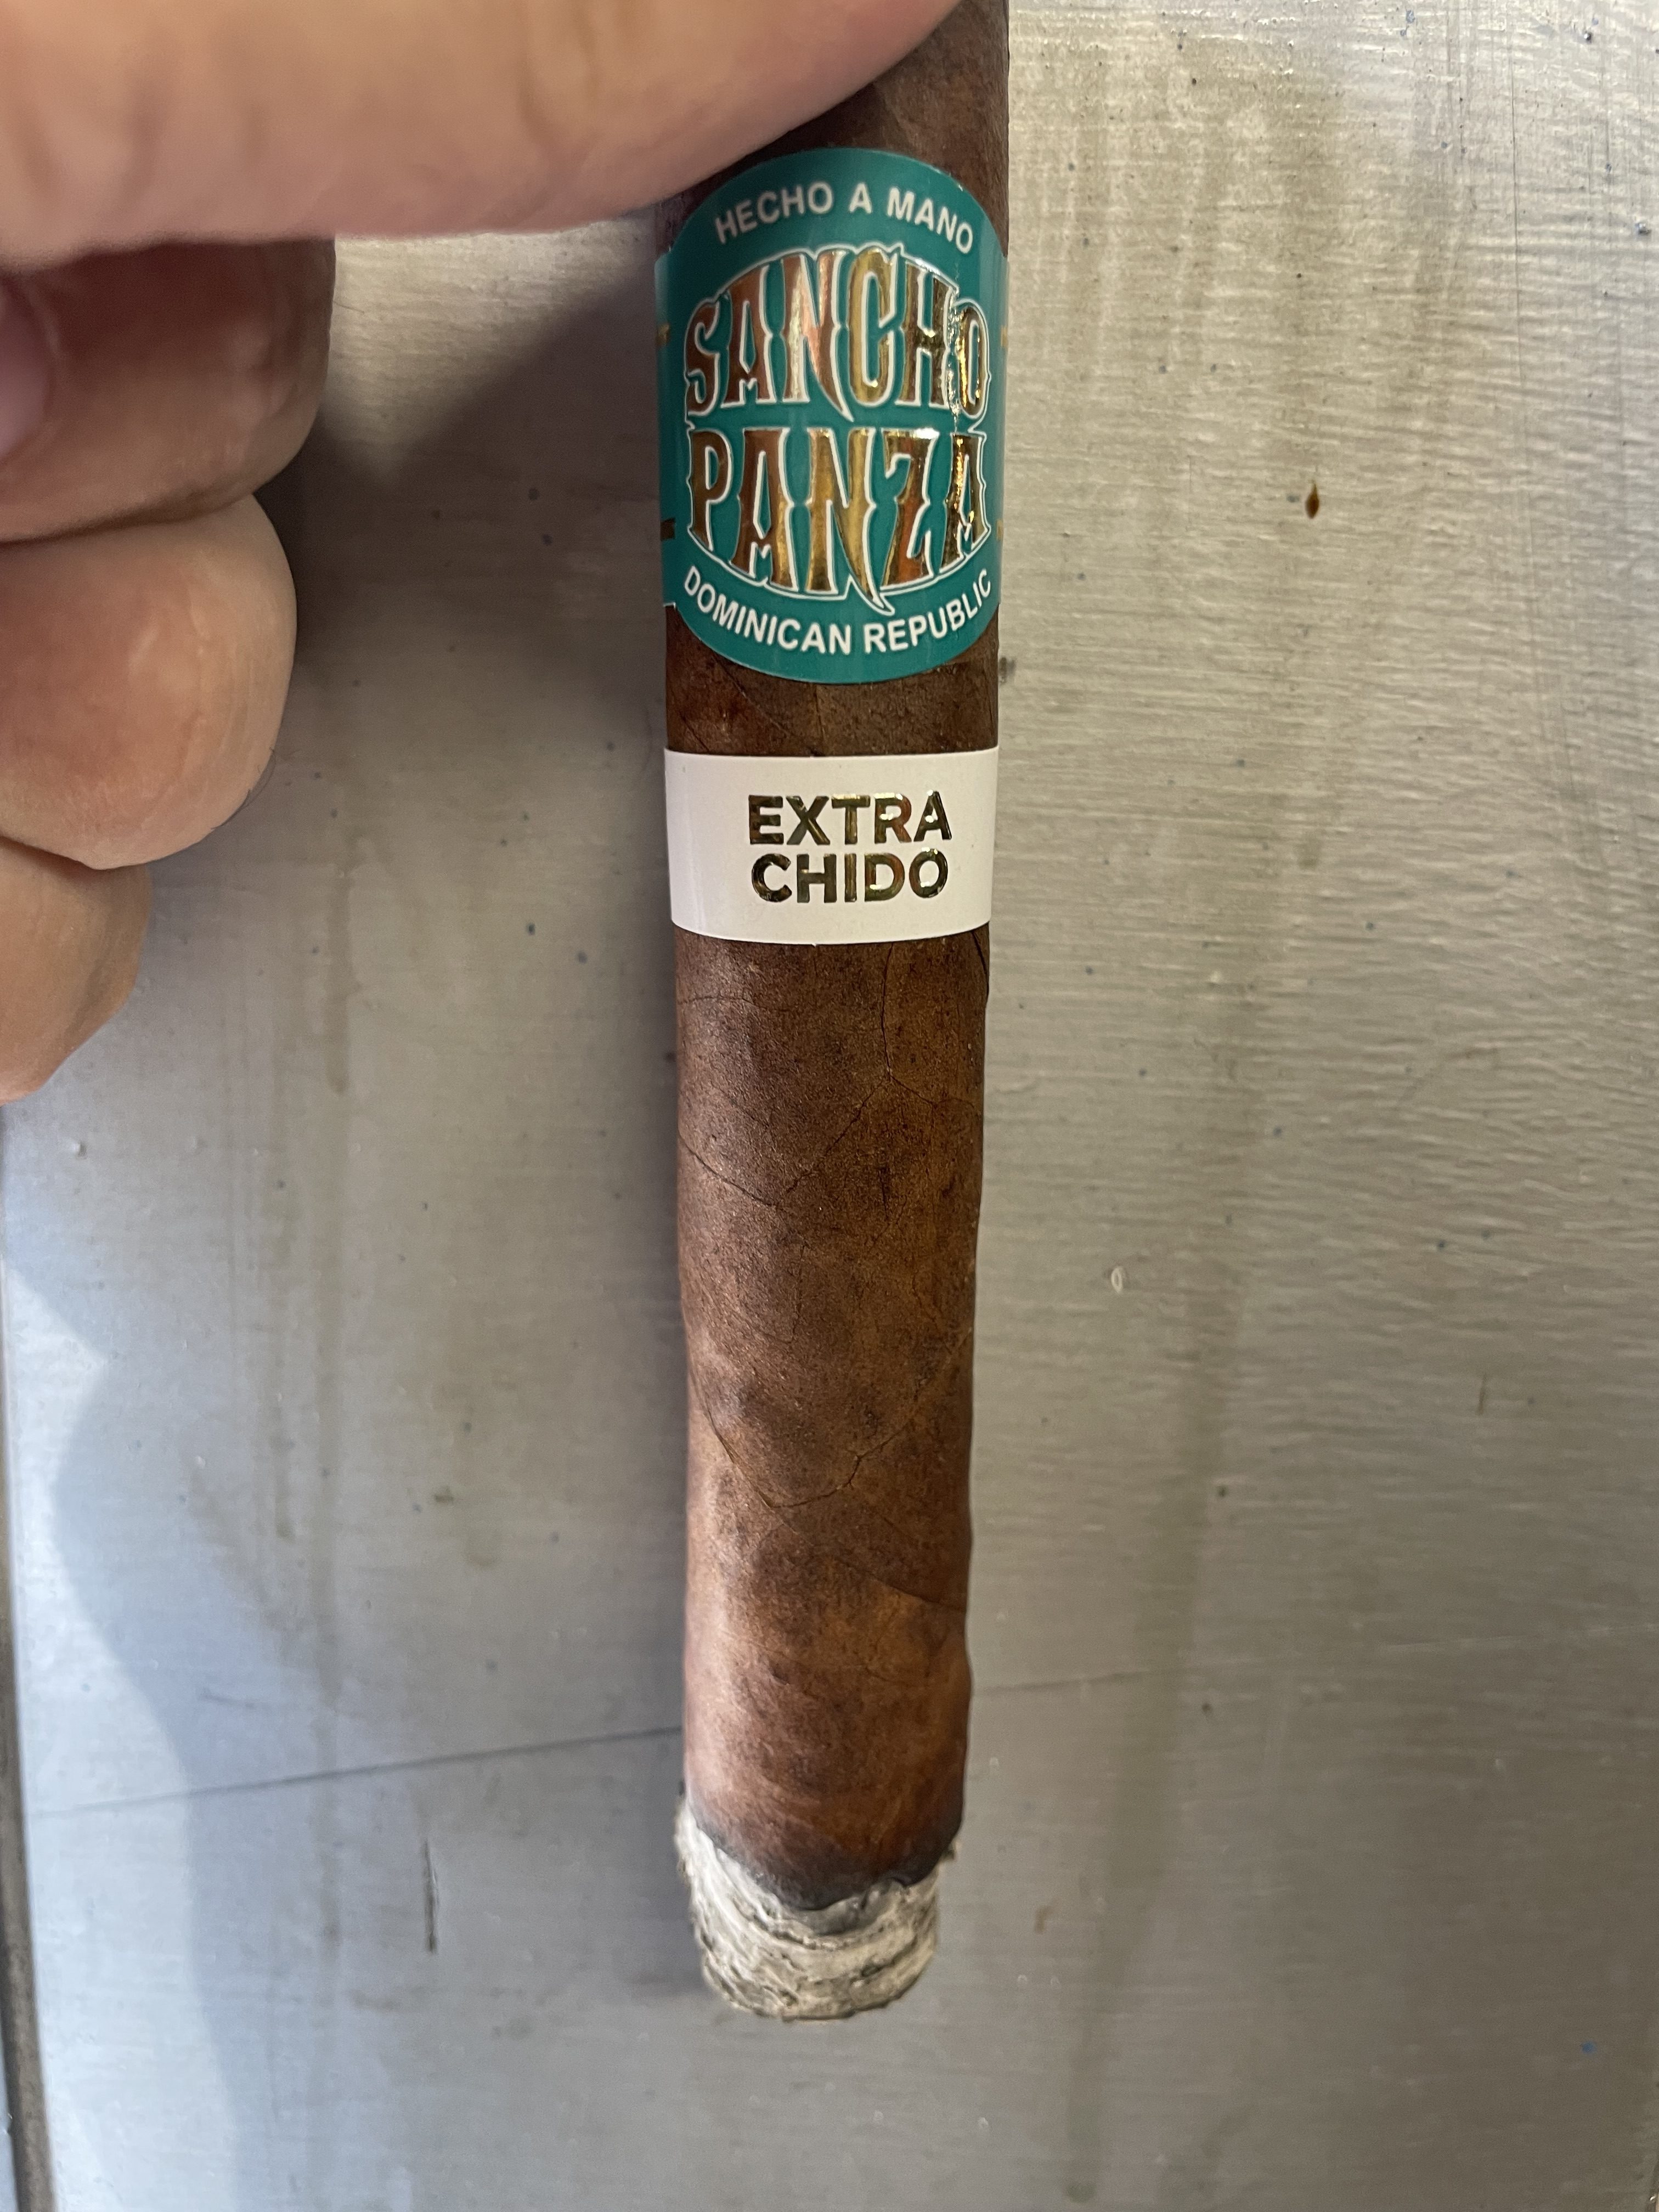 HECHO A MANO
SANCHO
PANZA
DOMINICAN REPUBLIC
EXTRA
CHIDO